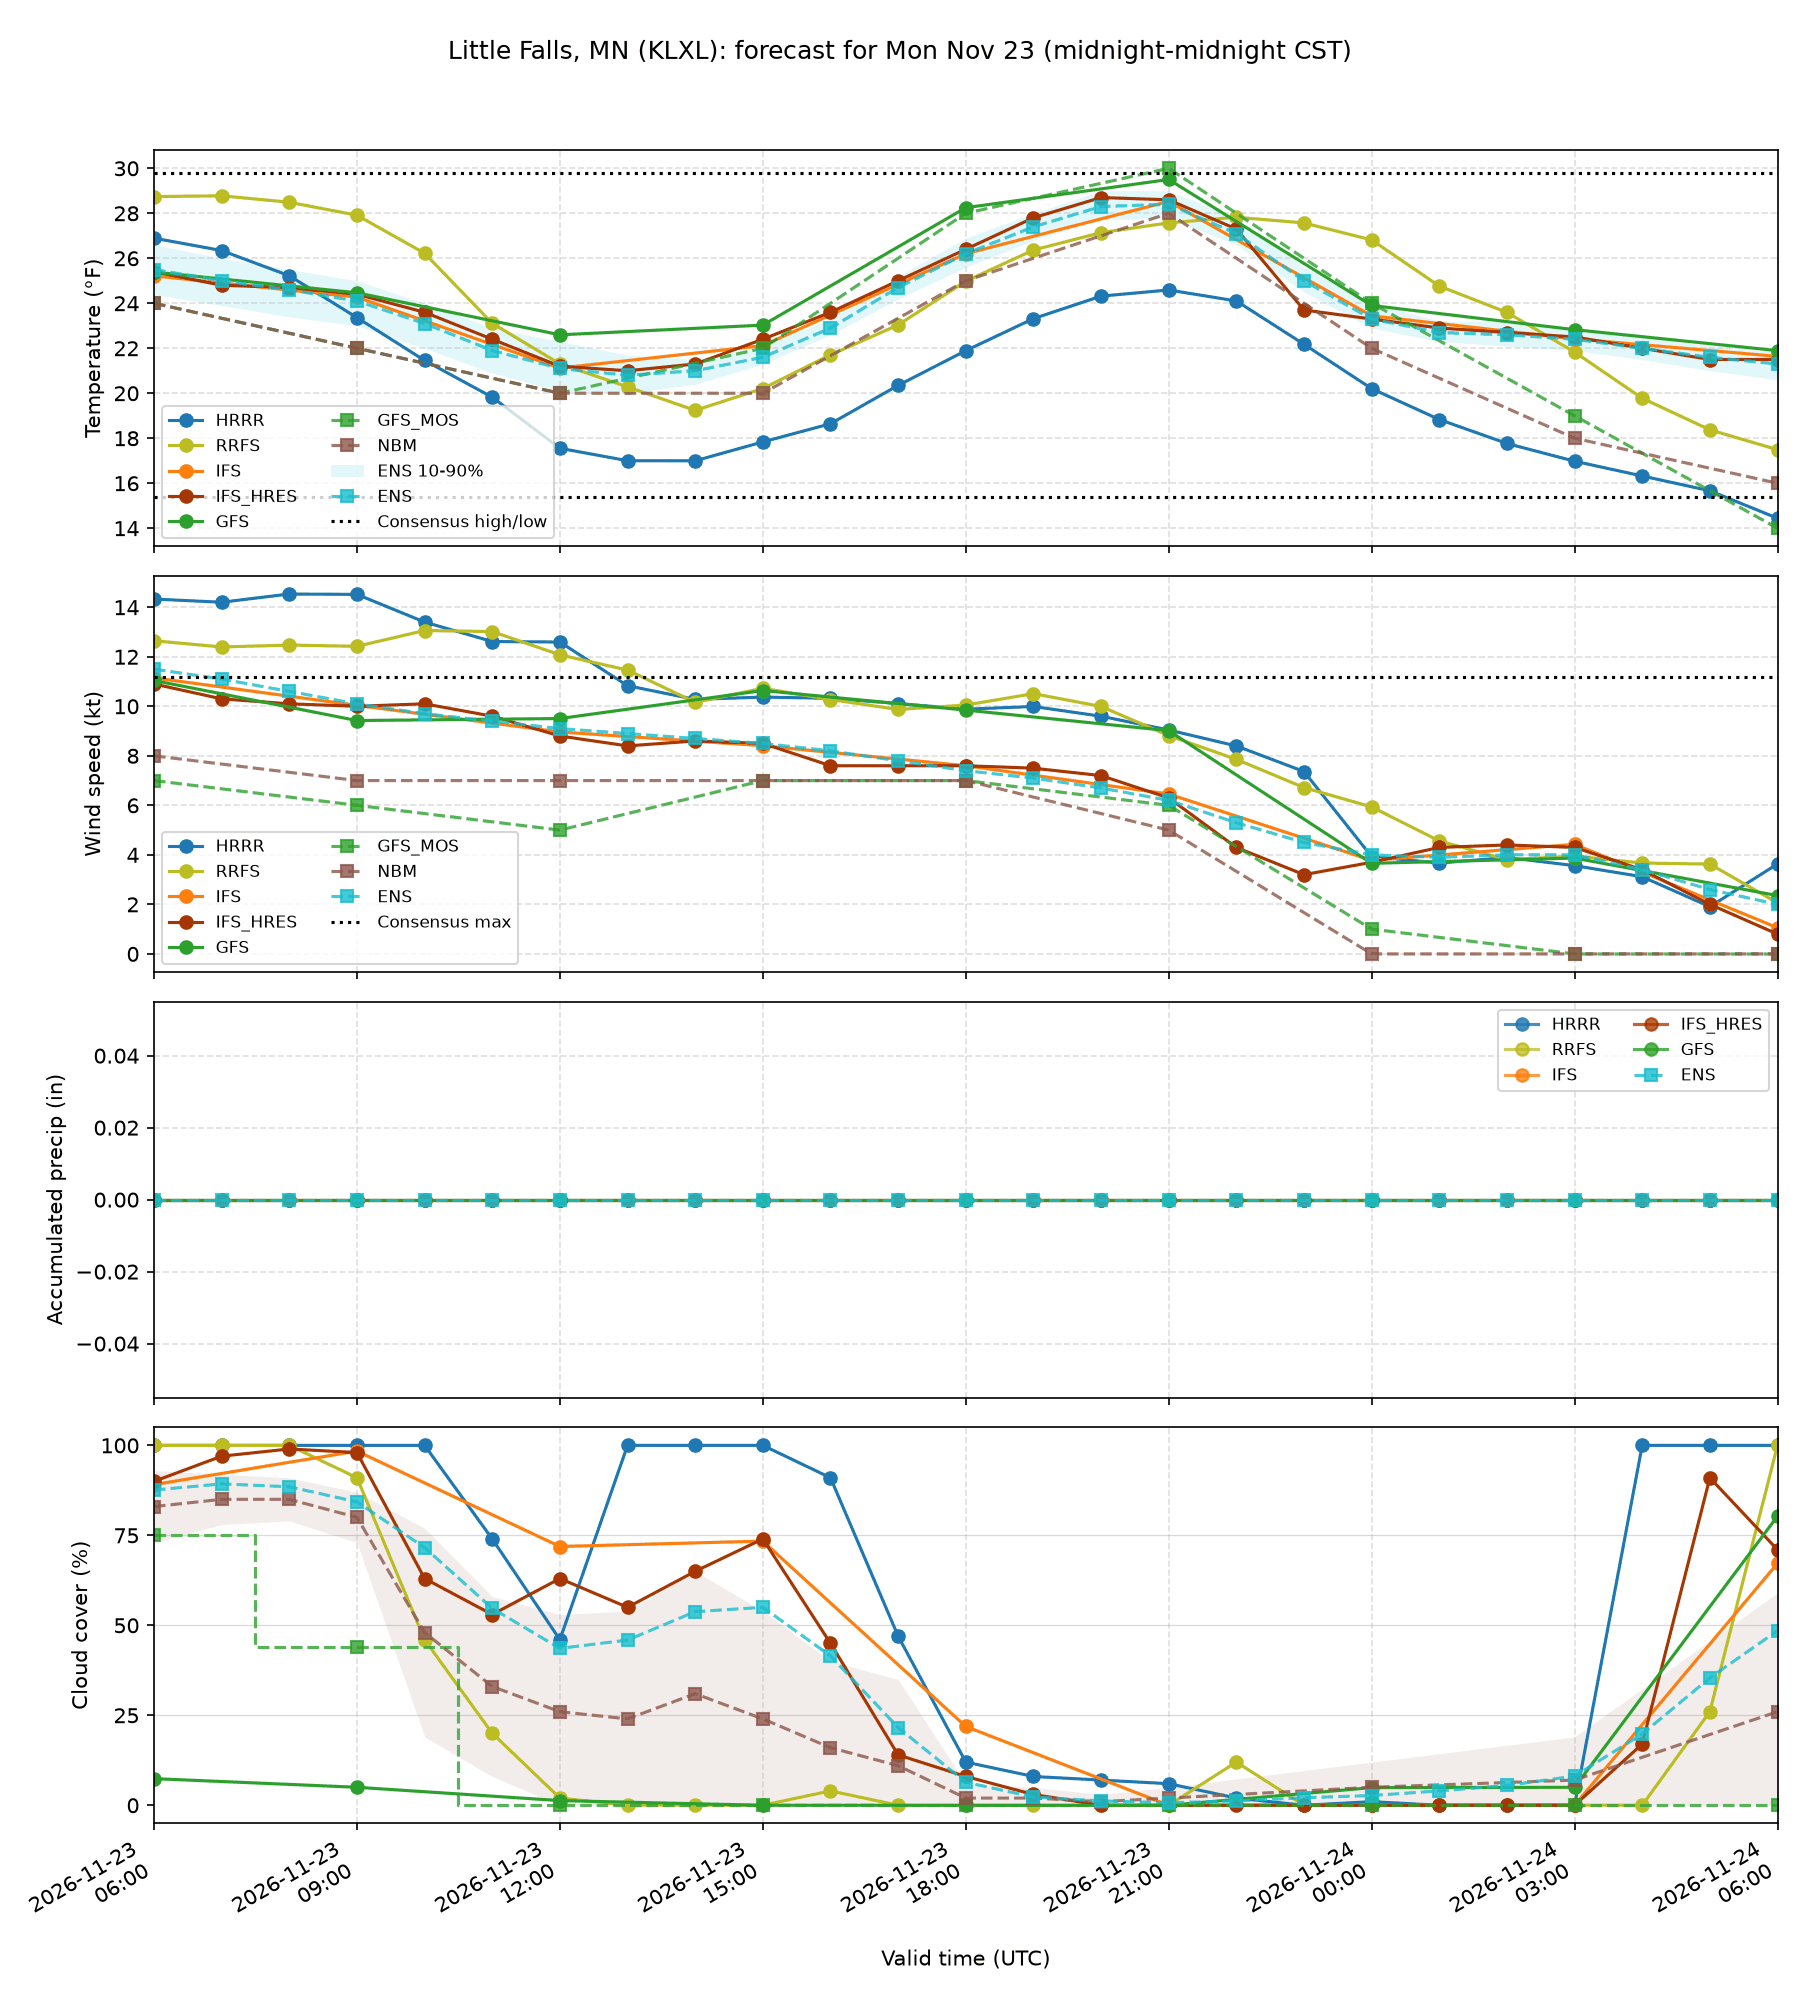 Little Falls, MN (KLXL): forecast for Mon Nov 23 (midnight-midnight CST)
Temperature (°F)
30
28
26
24
22
20
18
16
14
HRRR
RRFS
IFS
IFS_HRES
GFS
GFS_MOS
NBM
ENS 10-90%
ENS
Consensus high/low
Wind speed (kt)
14
12
10
8
6
4
2
0
HRRR
RRFS
IFS
IFS_HRES
GFS
GFS_MOS
NBM
ENS
Consensus max
Accumulated precip (in)
0.04
0.02
0.00
−0.02
−0.04
HRRR
RRFS
IFS
IFS_HRES
GFS
ENS
Cloud cover (%)
100
75
50
25
0
2026-11-23
06:00
2026-11-23
09:00
2026-11-23
12:00
2026-11-23
15:00
2026-11-23
18:00
2026-11-23
21:00
2026-11-24
00:00
2026-11-24
03:00
2026-11-24
06:00
Valid time (UTC)